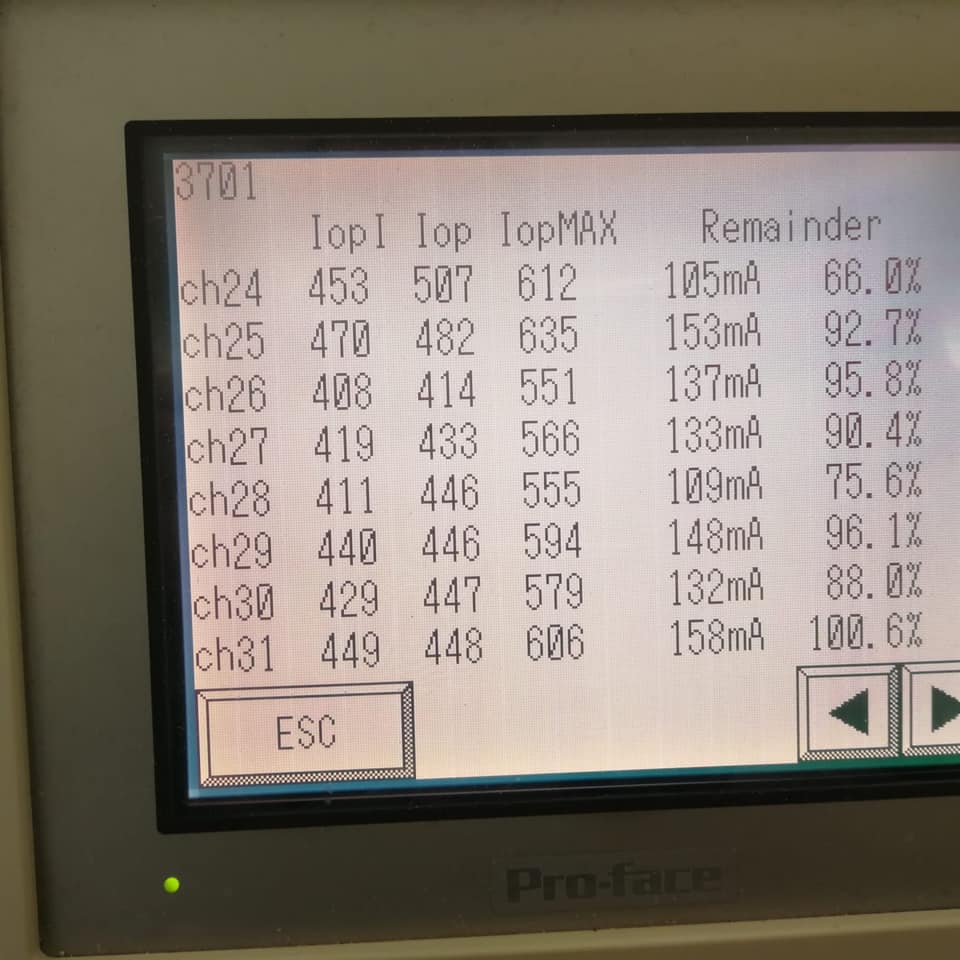 3701
IopI Iop IopMAX Remainder
ch24 453 507 612 105mA 66.0%
ch25 470 482 635 153mA 92.7%
ch26 408 414 551 137mA 95.8%
ch27 419 433 566 133mA 90.4%
ch28 411 446 555 109mA 75.6%
ch29 440 446 594 148mA 96.1%
ch30 429 447 579 132mA 88.0%
ch31 449 448 606 158mA 100.6%
ESC
Pro-face